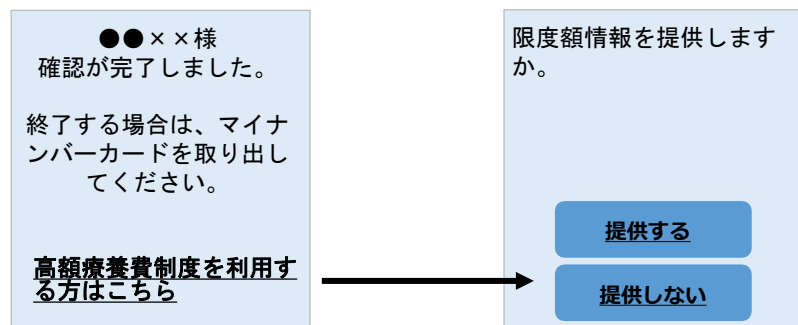 ●●××様
確認が完了しました。
終了する場合は、マイナ
ンバーカードを取り出し
てください。
高額療養費制度を利用す
る方はこちら
限度額情報を提供します
か。
提供する
提供しない